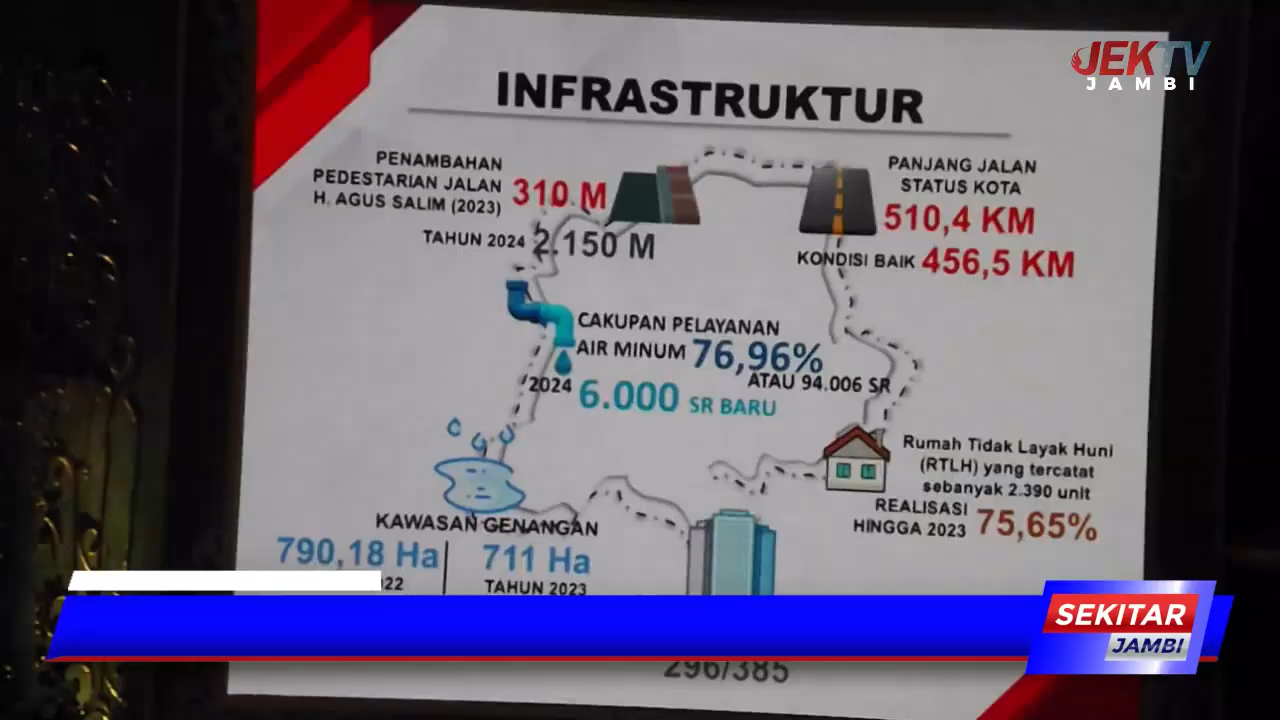 JEKTV
JAMBI
INFRASTRUKTUR
PENAMBAHAN
PEDESTARIAN JALAN
H. AGUS SALIM (2023)
310 M
TAHUN 2024 2.150 M
PANJANG JALAN
STATUS KOTA
510,4 KM
KONDISI BAIK 456,5 KM
CAKUPAN PELAYANAN
AIR MINUM 76,96%
ATAU 94.006 SR
2024 6.000 SR BARU
Rumah Tidak Layak Huni
(RTLH) yang tercatat
sebanyak 2.390 unit
REALISASI
HINGGA 2023 75,65%
KAWASAN GENANGAN
790,18 Ha
711 Ha
TAHUN 2023
SEKITAR
JAMBI
296/385